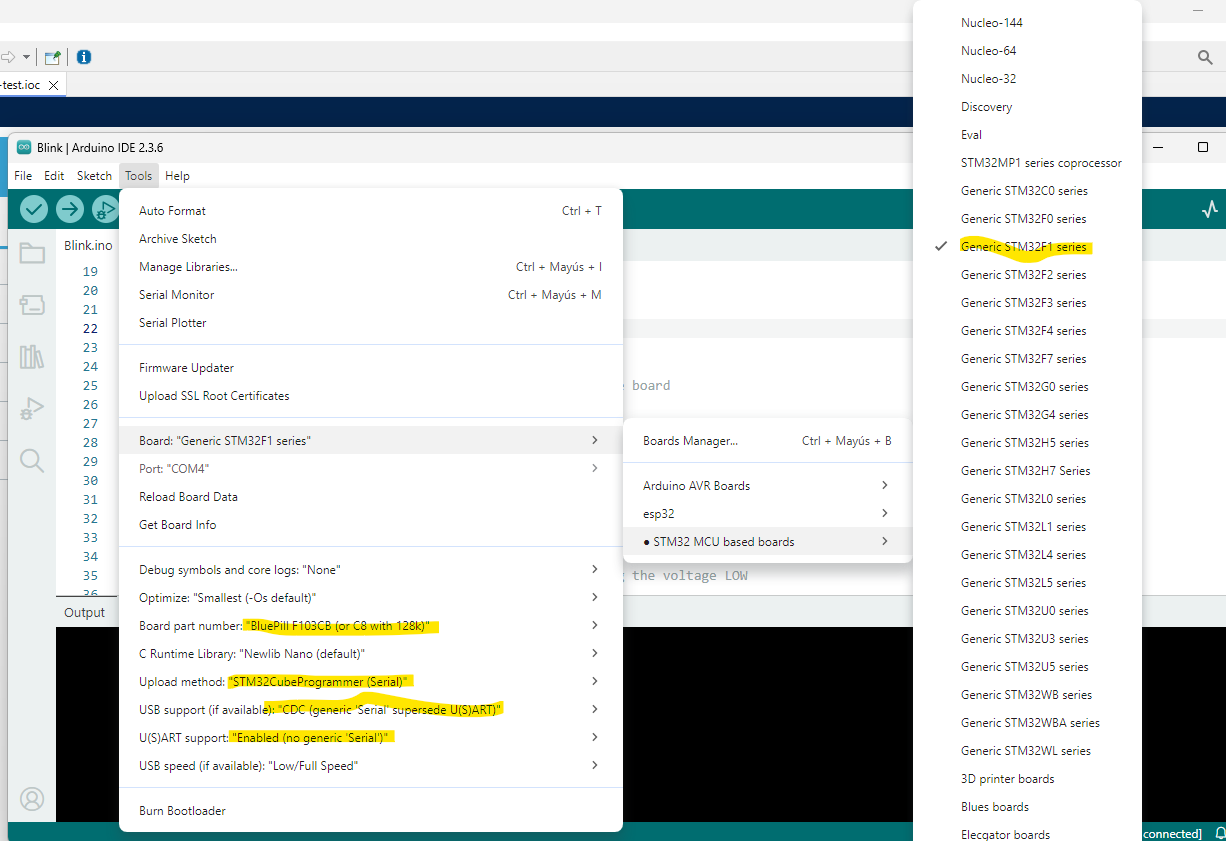 -test.ioc
Blink | Arduino IDE 2.3.6
File Edit Sketch Tools Help
Blink.ino
19
20
21
22
23
24
25
26
27
28
29
30
31
32
33
34
35
36
Output
Auto Format Ctrl + T
Archive Sketch
Manage Libraries... Ctrl + Mayús + I
Serial Monitor Ctrl + Mayús + M
Serial Plotter
Firmware Updater
Upload SSL Root Certificates
Board: "Generic STM32F1 series"
Port: "COM4"
Reload Board Data
Get Board Info
Debug symbols and core logs: "None"
Optimize: "Smallest (-Os default)"
Board part number: "BluePill F103CB (or C8 with 128k)"
C Runtime Library: "Newlib Nano (default)"
Upload method: "STM32CubeProgrammer (Serial)"
USB support (if available): "CDC (generic 'Serial' supersede U(S)ART)"
U(S)ART support: "Enabled (no generic 'Serial')"
USB speed (if available): "Low/Full Speed"
Burn Bootloader
board
Boards Manager... Ctrl + Mayús + B
Arduino AVR Boards
esp32
● STM32 MCU based boards
the voltage LOW
Nucleo-144
Nucleo-64
Nucleo-32
Discovery
Eval
STM32MP1 series coprocessor
Generic STM32C0 series
Generic STM32F0 series
Generic STM32F1 series
Generic STM32F2 series
Generic STM32F3 series
Generic STM32F4 series
Generic STM32F7 series
Generic STM32G0 series
Generic STM32G4 series
Generic STM32H5 series
Generic STM32H7 Series
Generic STM32L0 series
Generic STM32L1 series
Generic STM32L4 series
Generic STM32L5 series
Generic STM32U0 series
Generic STM32U3 series
Generic STM32U5 series
Generic STM32WB series
Generic STM32WBA series
Generic STM32WL series
3D printer boards
Blues boards
Elecgator boards
connected]